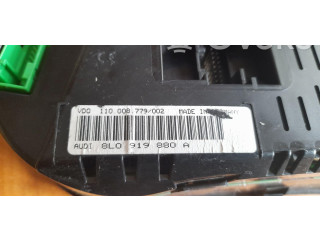 VDO 110.008.779/002 MADE IN
AUDI 8L0 919 880 A